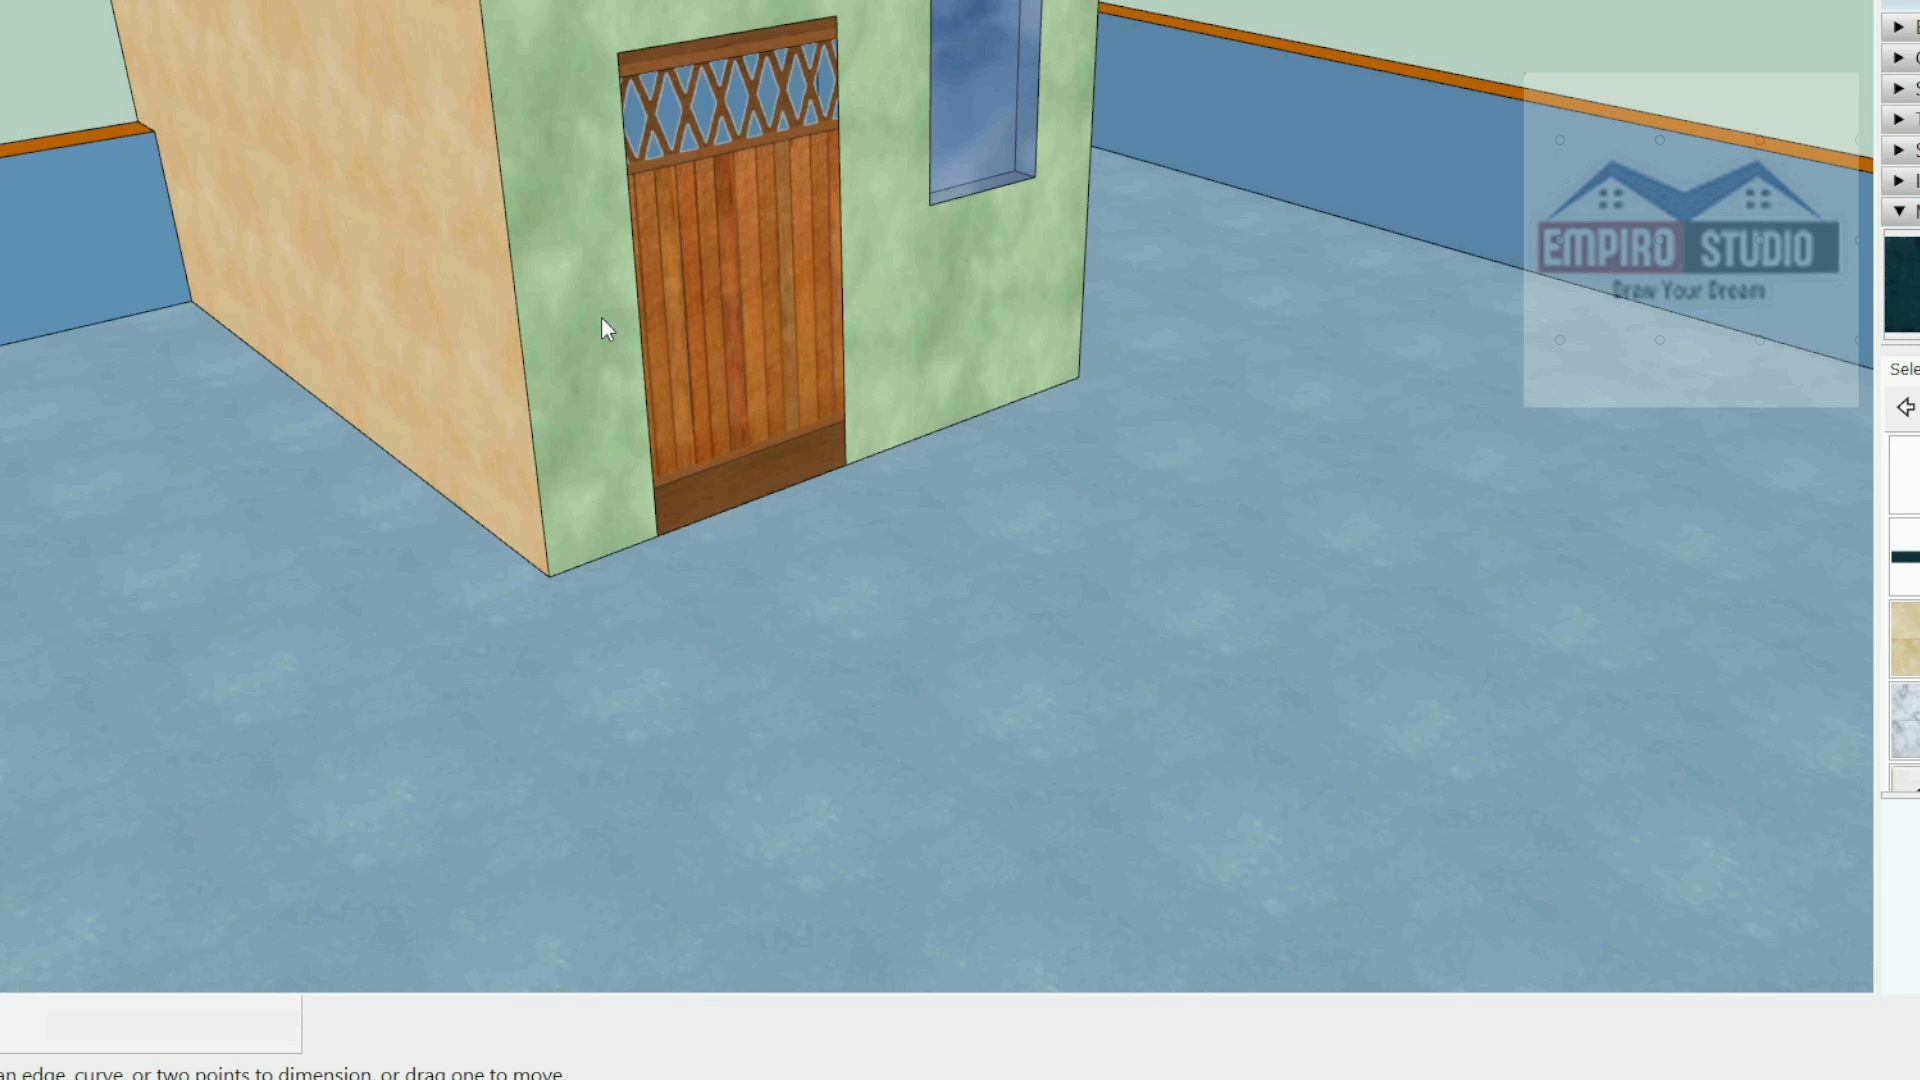 EMPIRO STUDIO
Draw Your Dream
Sele
an edge, curve, or two points to dimension, or drag one to move.